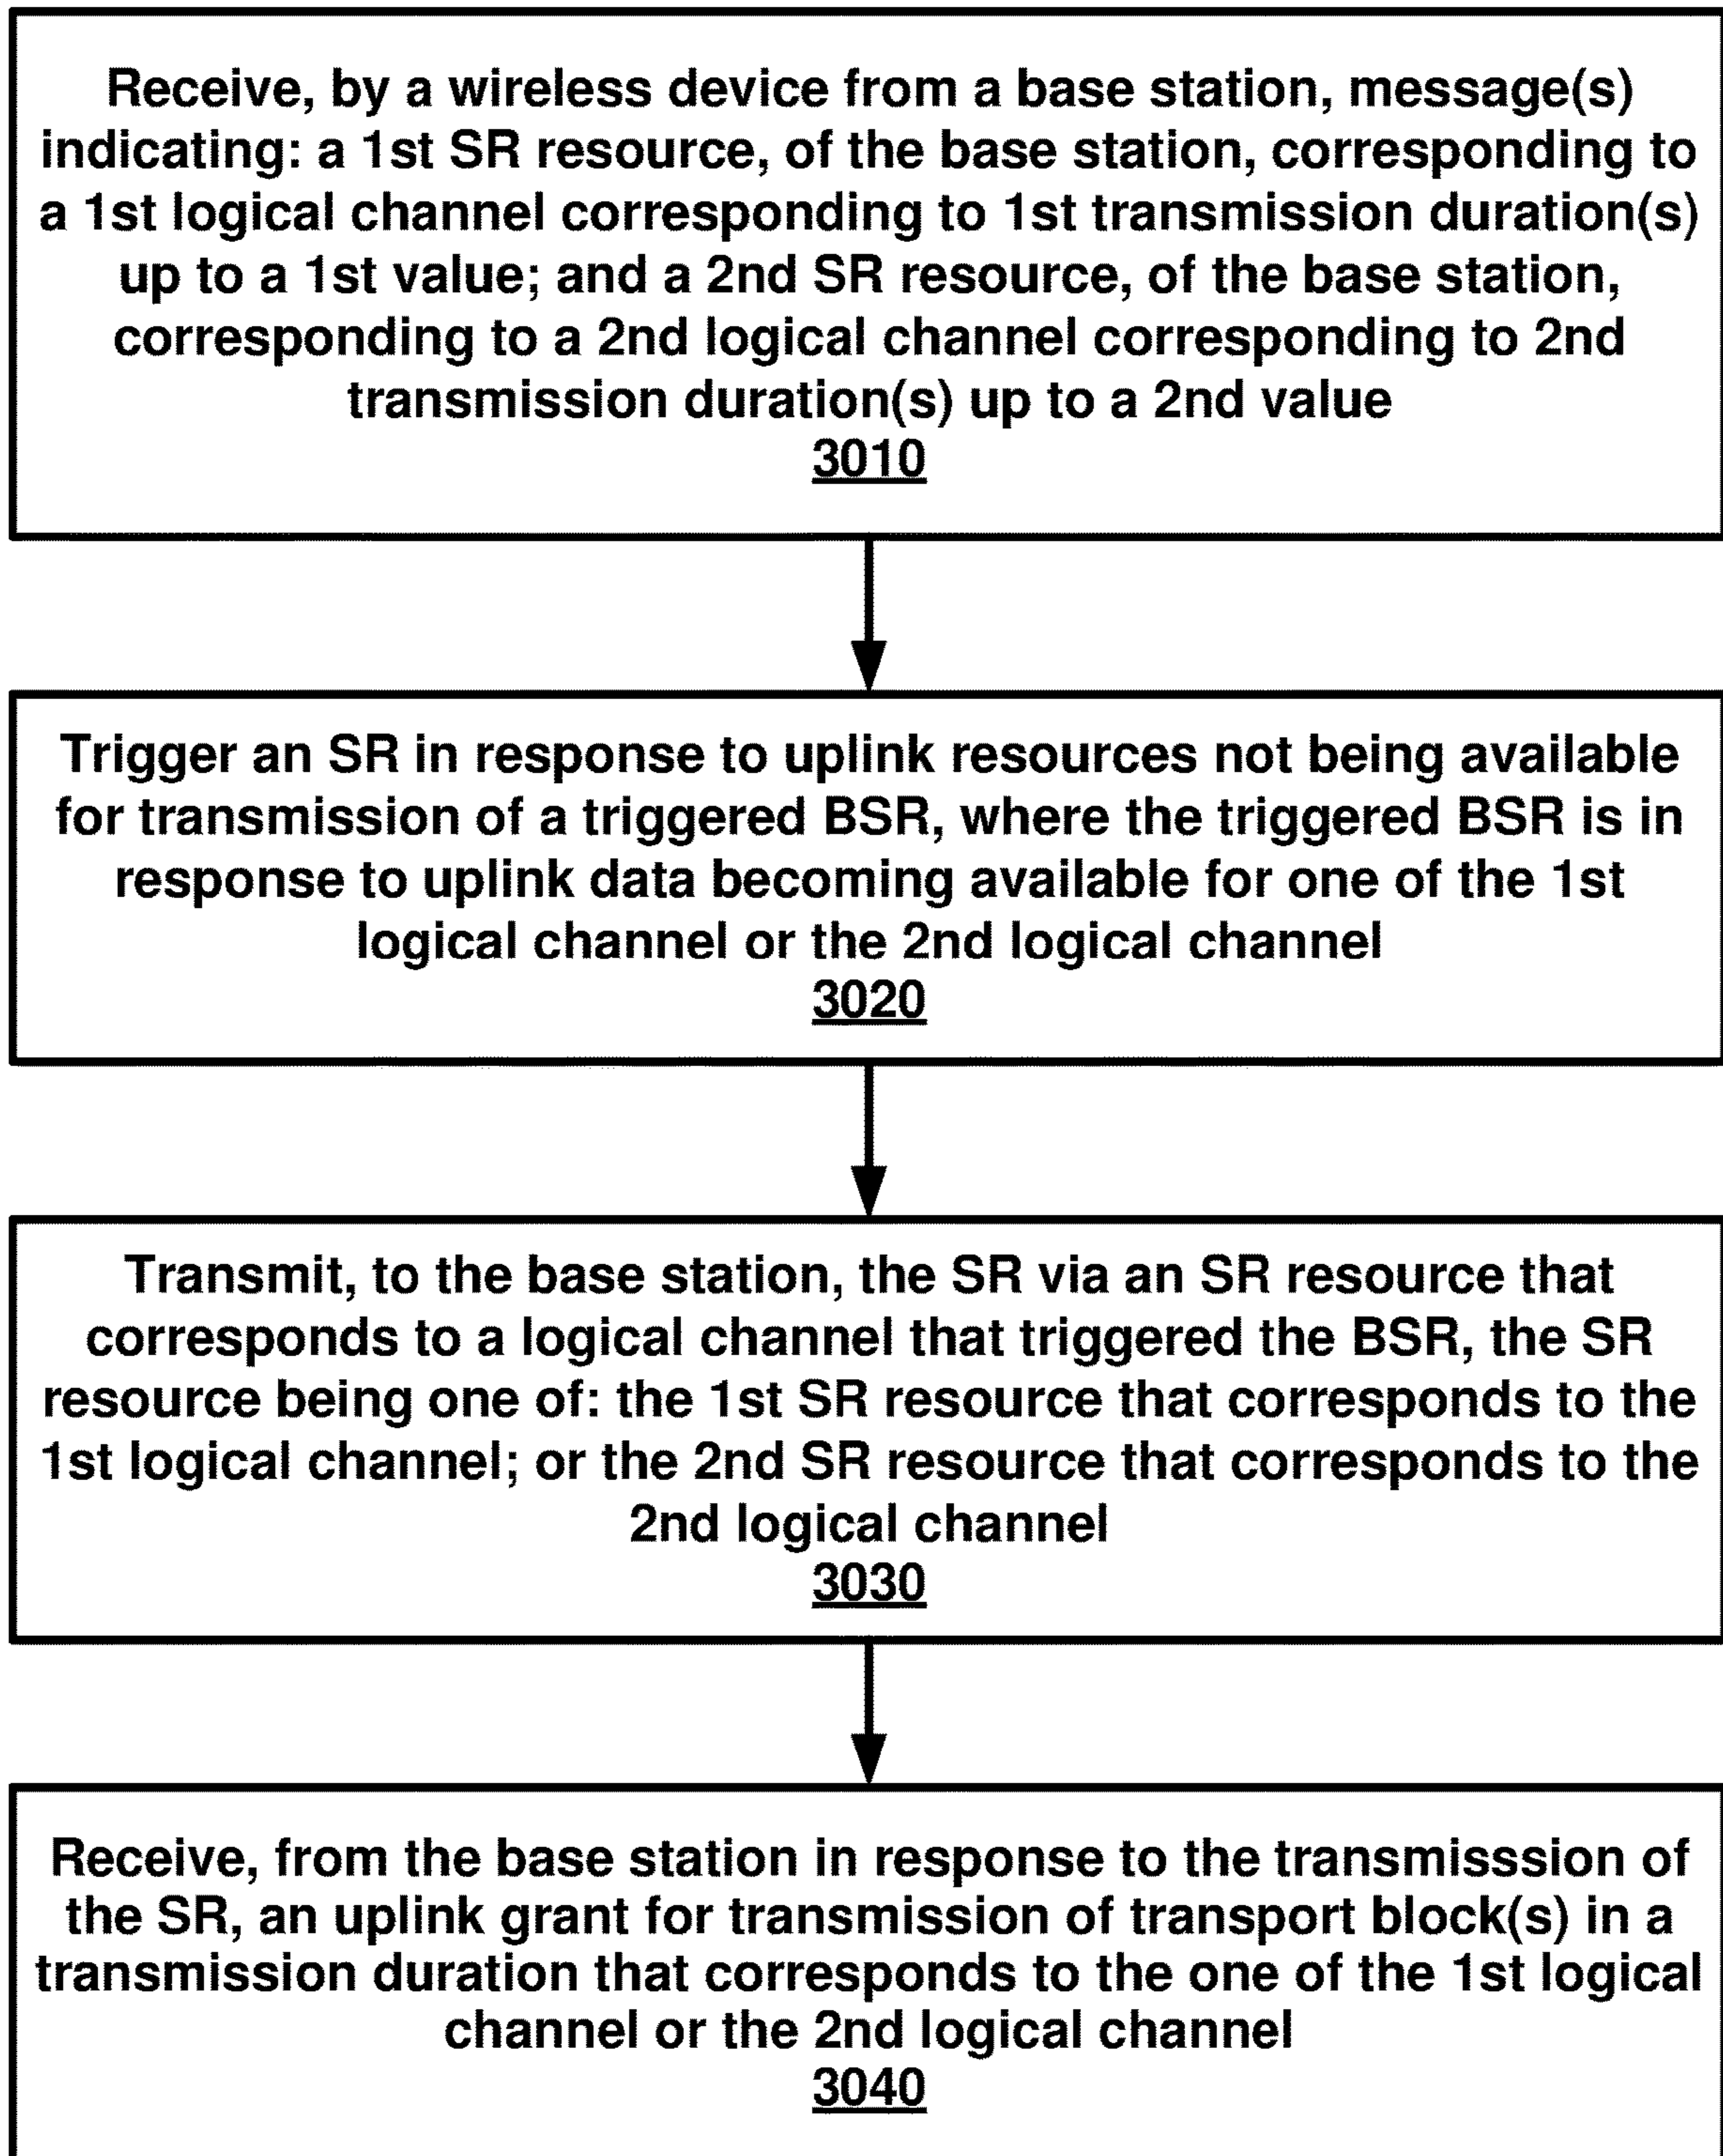 Receive, by a wireless device from a base station, message(s)
indicating: a 1st SR resource, of the base station, corresponding to
a 1st logical channel corresponding to 1st transmission duration(s)
up to a 1st value; and a 2nd SR resource, of the base station,
corresponding to a 2nd logical channel corresponding to 2nd
transmission duration(s) up to a 2nd value
3010
Trigger an SR in response to uplink resources not being available
for transmission of a triggered BSR, where the triggered BSR is in
response to uplink data becoming available for one of the 1st
logical channel or the 2nd logical channel
3020
Transmit, to the base station, the SR via an SR resource that
corresponds to a logical channel that triggered the BSR, the SR
resource being one of: the 1st SR resource that corresponds to the
1st logical channel; or the 2nd SR resource that corresponds to the
2nd logical channel
3030
Receive, from the base station in response to the transmisssion of
the SR, an uplink grant for transmission of transport block(s) in a
transmission duration that corresponds to the one of the 1st logical
channel or the 2nd logical channel
3040